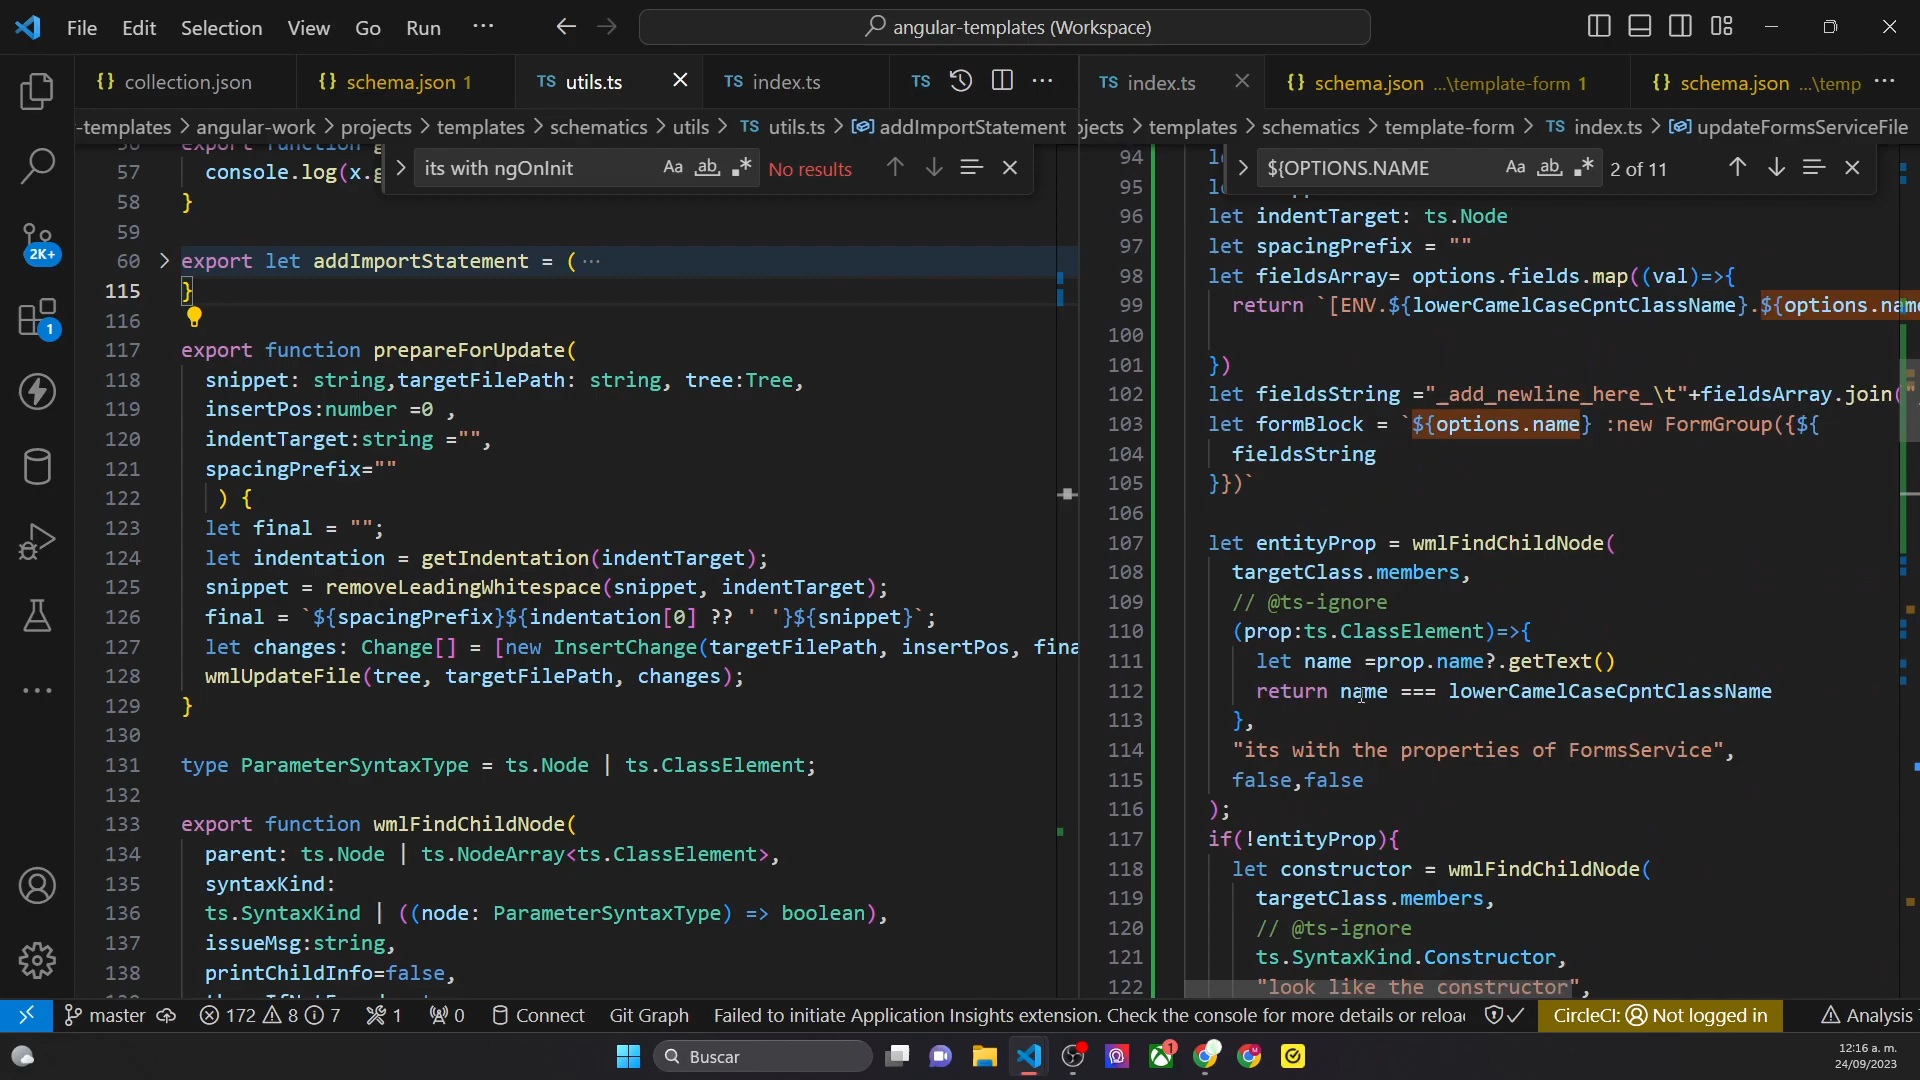 File Edit Selection View Go Run ···
angular-templates (Workspace)
{} collection.json {} schema.json 1 TS utils.ts TS index.ts TS ···
TS index.ts {} schema.json ...\template-form 1 {} schema.json ...\temp ···
-templates > angular-work > projects > templates > schematics > utils > TS utils.ts > addImportStatement
ojects > templates > schematics > template-form > TS index.ts > updateFormsServiceFile
its with ngOnInit Aa ab .* No results
${OPTIONS.NAME Aa ab .* 2 of 11
57 console.log(x.g
58 }
59
60 export let addImportStatement = ( ···
115 }
116
117 export function prepareForUpdate(
118 snippet: string,targetFilePath: string, tree:Tree,
119 insertPos:number =0 ,
120 indentTarget:string ="",
121 spacingPrefix=""
122 ) {
123 let final = "";
124 let indentation = getIndentation(indentTarget);
125 snippet = removeLeadingWhitespace(snippet, indentTarget);
126 final = `${spacingPrefix}${indentation[0] ?? ' '}${snippet}`;
127 let changes: Change[] = [new InsertChange(targetFilePath, insertPos, fina
128 wmlUpdateFile(tree, targetFilePath, changes);
129 }
130
131 type ParameterSyntaxType = ts.Node | ts.ClassElement;
132
133 export function wmlFindChildNode(
134 parent: ts.Node | ts.NodeArray<ts.ClassElement>,
135 syntaxKind:
136 ts.SyntaxKind | ((node: ParameterSyntaxType) => boolean),
137 issueMsg:string,
138 printChildInfo=false,
94
95
96 let indentTarget: ts.Node
97 let spacingPrefix = ""
98 let fieldsArray= options.fields.map((val)=>{
99 return `[ENV.${lowerCamelCaseCpntClassName}.${options.name
100
101 })
102 let fieldsString ="_add_newline_here_\t"+fieldsArray.join("
103 let formBlock = `${options.name} :new FormGroup({${
104 fieldsString
105 }})`
106
107 let entityProp = wmlFindChildNode(
108 targetClass.members,
109 // @ts-ignore
110 (prop:ts.ClassElement)=>{
111 let name =prop.name?.getText()
112 return name === lowerCamelCaseCpntClassName
113 },
114 "its with the properties of FormsService",
115 false,false
116 );
117 if(!entityProp){
118 let constructor = wmlFindChildNode(
119 targetClass.members,
120 // @ts-ignore
121 ts.SyntaxKind.Constructor,
122 "look like the constructor",
2K+
1
master 172 8 7 1 0 Connect Git Graph Failed to initiate Application Insights extension. Check the console for more details or reloa CircleCI: Not logged in Analysis
Buscar
1
12:16 a. m.
24/09/2023